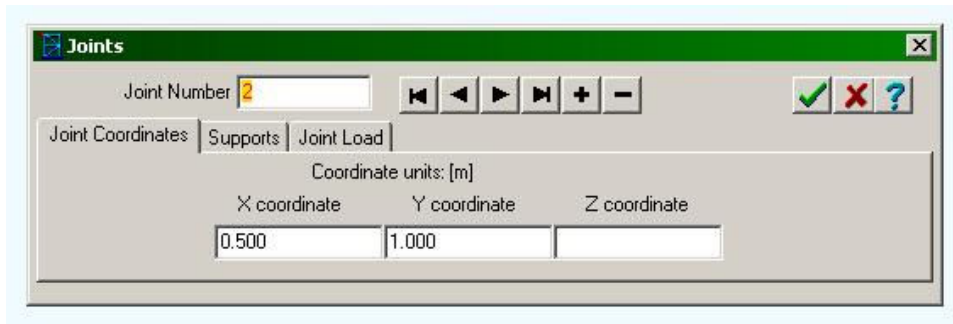 Joints
Joint Number 2
Joint Coordinates Supports Joint Load
Coordinate units: [m]
X coordinate Y coordinate Z coordinate
0.500 1.000